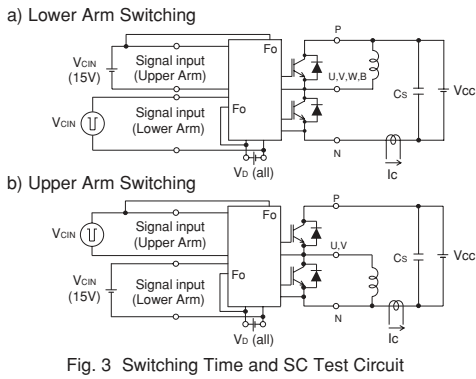 a) Lower Arm Switching
P
Fo
VCIN
(15V)
Signal input
(Upper Arm)
U,V,W,B
CS
VCC
VCIN
Signal input
(Lower Arm)
Fo
N
VD (all)
IC
b) Upper Arm Switching
P
Fo
VCIN
Signal input
(Upper Arm)
U,V
CS
VCC
VCIN
(15V)
Signal input
(Lower Arm)
Fo
N
VD (all)
IC
Fig. 3 Switching Time and SC Test Circuit